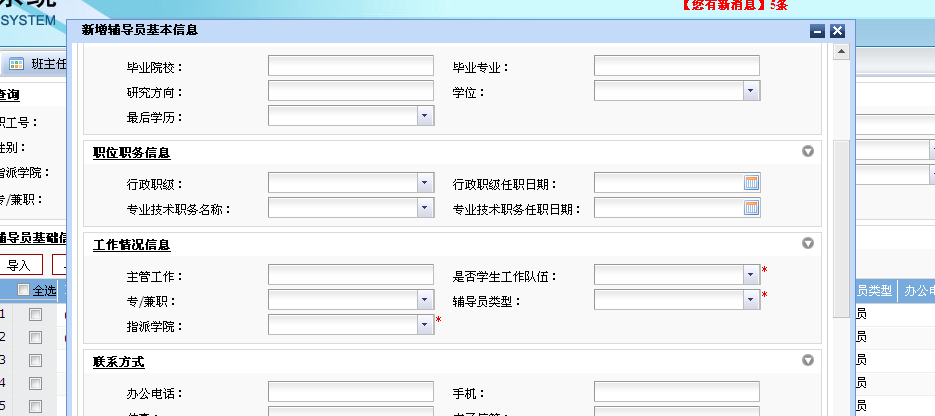 SYSTEM
【您有新消息】5条
新增辅导员基本信息
班主任
毕业院校：
毕业专业：
查询
研究方向：
学位：
职工号：
最后学历：
性别：
职位职务信息
指派学院：
行政职级：
行政职级任职日期：
专/兼职：
专业技术职务名称：
专业技术职务任职日期：
辅导员基础信
工作情况信息
导入
主管工作：
是否学生工作队伍：
*
全选
员类型
办公电
专/兼职：
辅导员类型：
*
1
员
指派学院：
*
2
员
3
员
联系方式
4
员
办公电话：
手机：
5
员